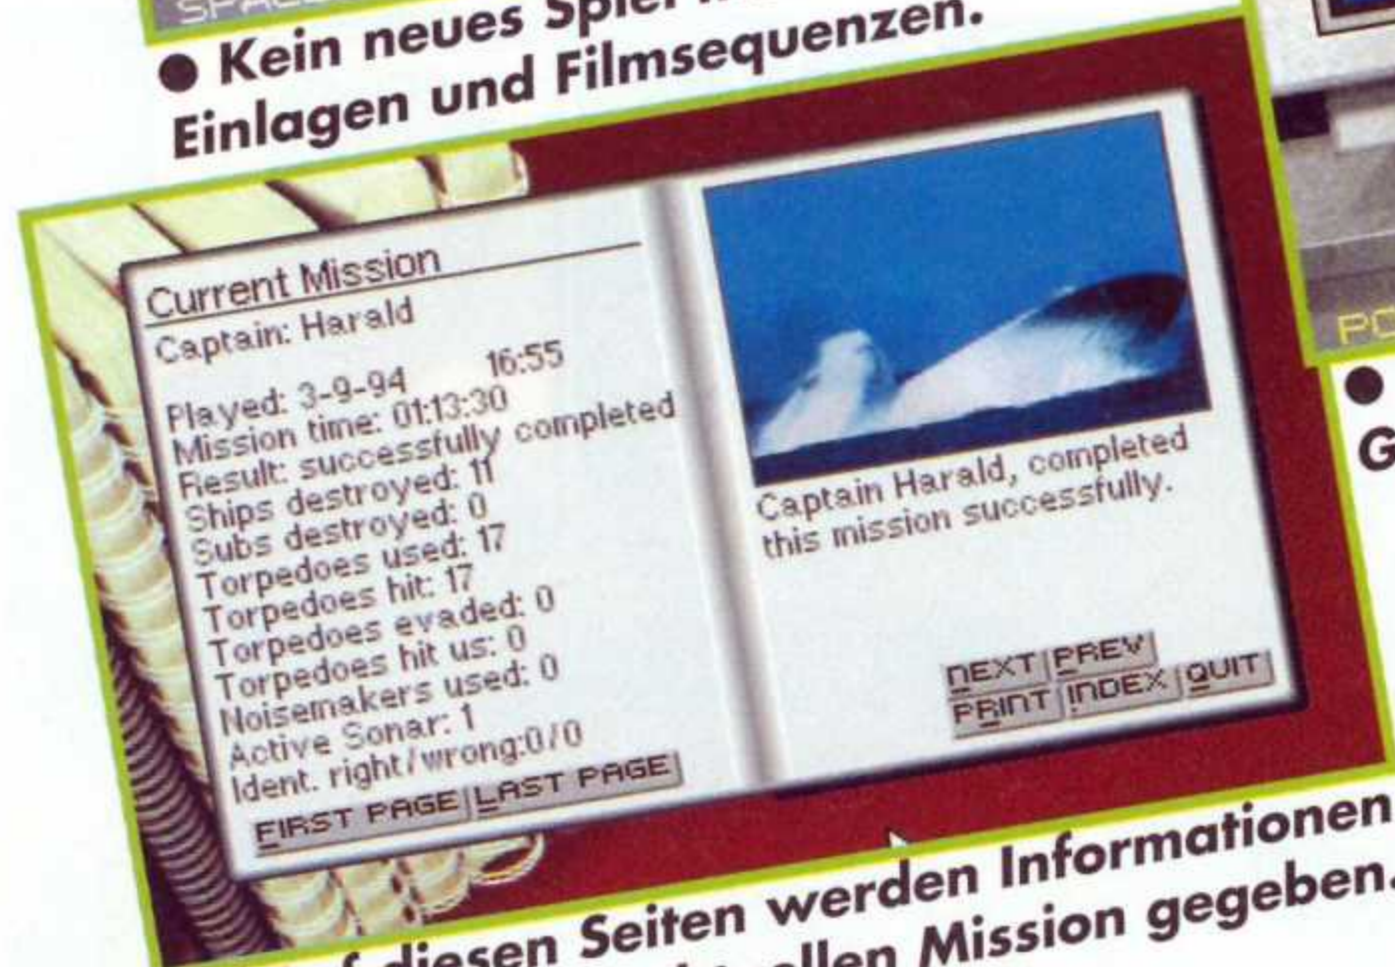 ● Kein neues Spiel
Einlagen und Filmsequenzen.
Current Mission
Captain: Harald
Played: 3-9-94 16:55
Mission time: 01:13:30
Result: successfully completed
Ships destroyed: 11
Subs destroyed: 0
Torpedoes used: 17
Torpedoes hit: 17
Torpedoes evaded: 0
Torpedoes hit us: 0
Noisemakers used: 0
Active Sonar: 1
Ident. right/wrong:0/0
FIRST PAGE LAST PAGE
Captain Harald, completed
this mission successfully.
NEXT PREV
PRINT INDEX QUIT
diesen Seiten werden Informationen
Mission gegeben.